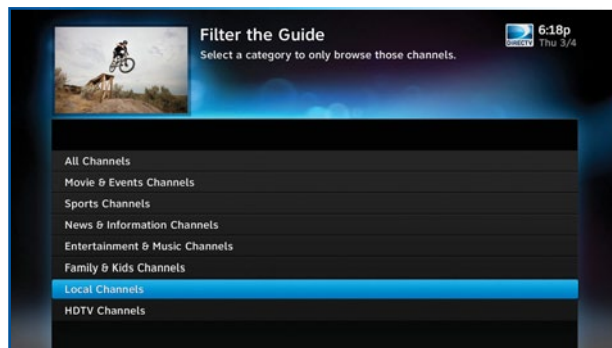 Filter the Guide
Select a category to only browse those channels.
DIRECTV
6:18p
Thu 3/4
All Channels
Movie & Events Channels
Sports Channels
News & Information Channels
Entertainment & Music Channels
Family & Kids Channels
Local Channels
HDTV Channels